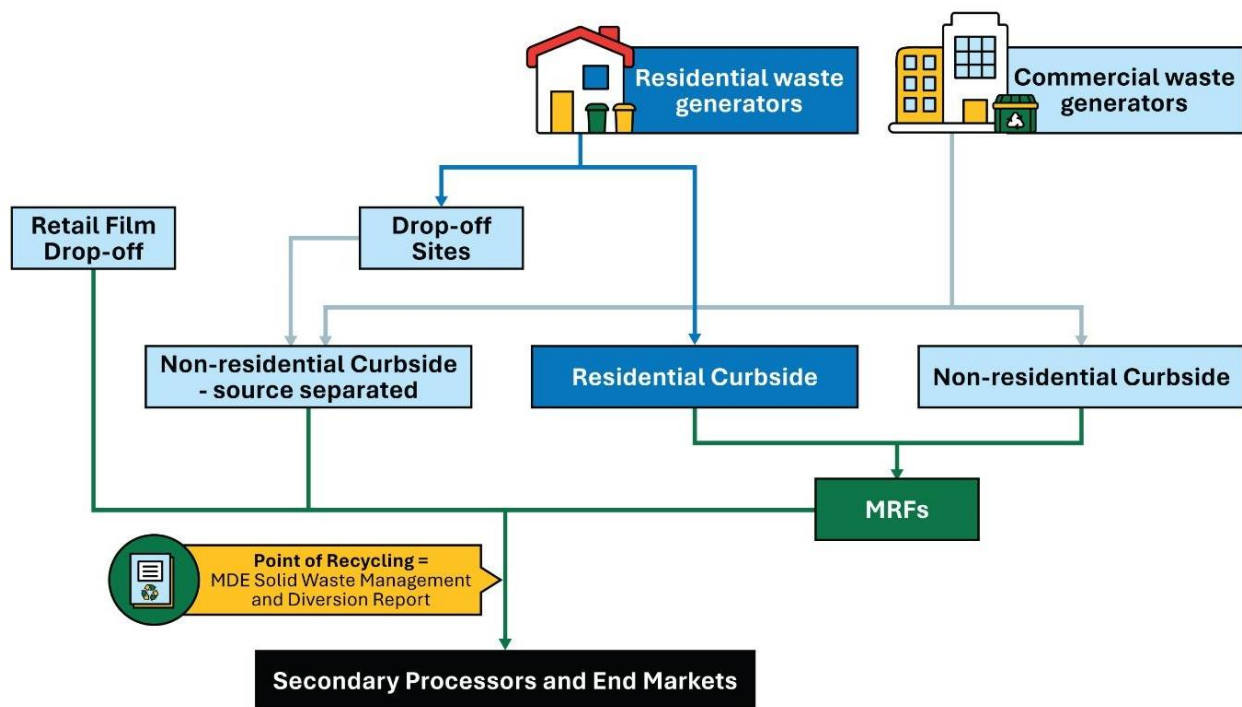 Residential waste
generators
Commercial waste
generators
Retail Film
Drop-off
Drop-off
Sites
Non-residential Curbside
- source separated
Residential Curbside
Non-residential Curbside
MRFs
Point of Recycling =
MDE Solid Waste Management
and Diversion Report
Secondary Processors and End Markets